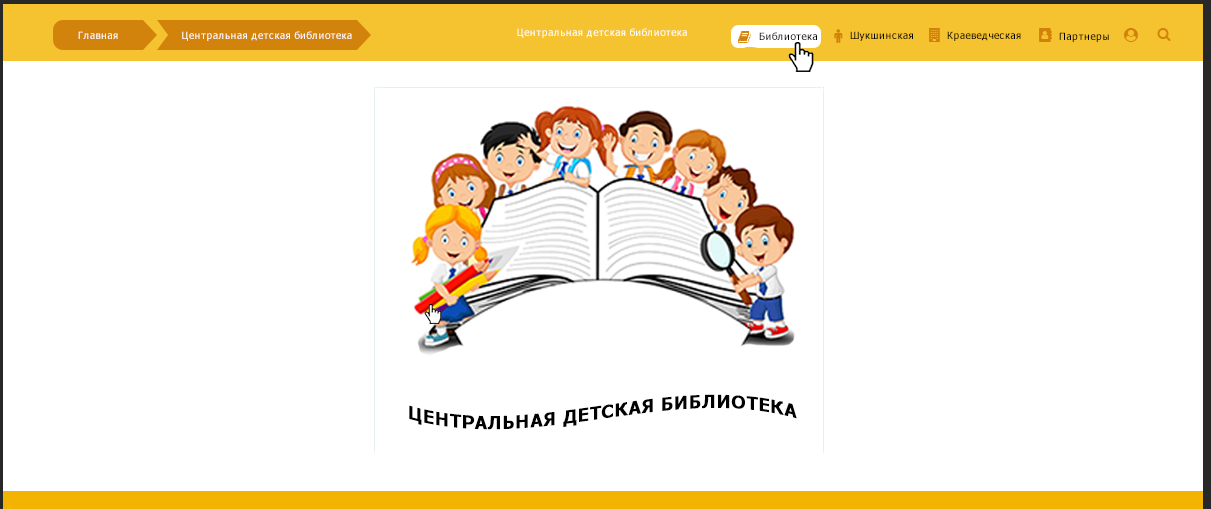 Главная
Центральная детская библиотека
Центральная детская библиотека
Библиотека
Шукшинская
Краеведческая
Партнеры
ЦЕНТРАЛЬНАЯ ДЕТСКАЯ БИБЛИОТЕКА